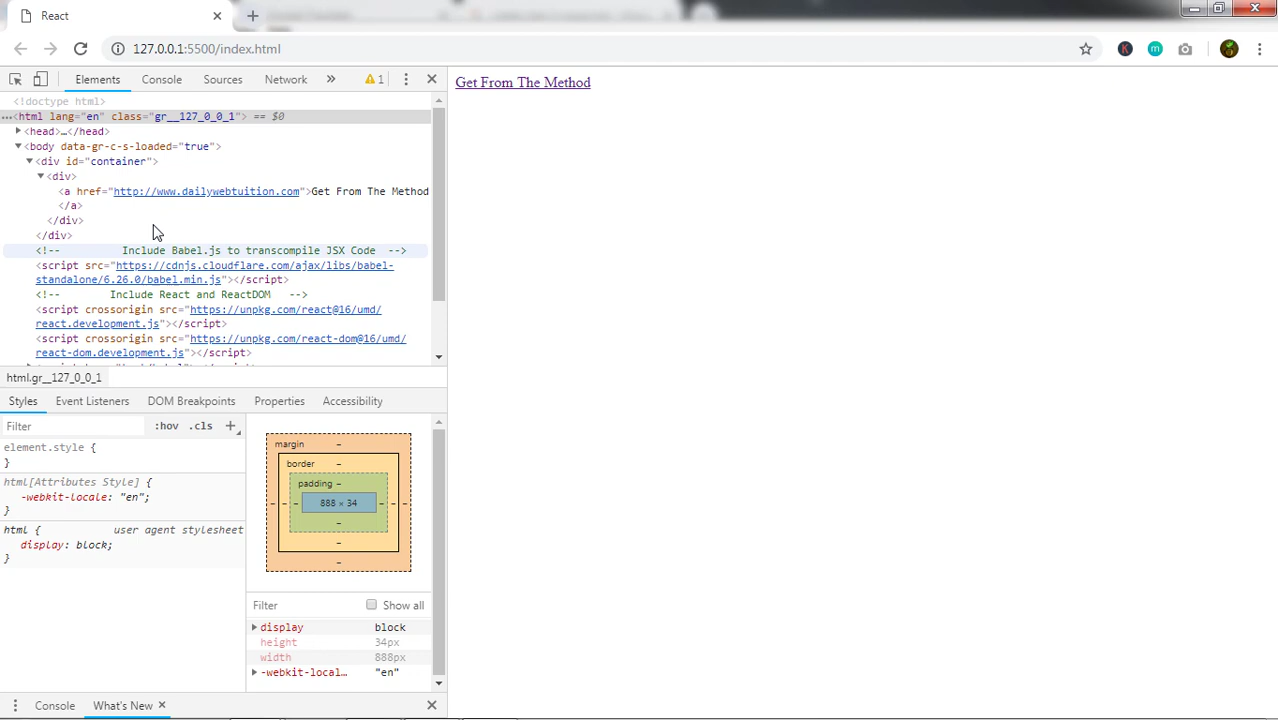 React
127.0.0.1:5500/index.html
K
m
Elements Console Sources Network » 1
<!doctype html>
…<html lang="en" class="gr__127_0_0_1"> == $0
<head>…</head>
<body data-gr-c-s-loaded="true">
<div id="container">
<div>
<a href="http://www.dailywebtuition.com">Get From The Method
</a>
</div>
</div>
<!-- Include Babel.js to transcompile JSX Code -->
<script src="https://cdnjs.cloudflare.com/ajax/libs/babel-
standalone/6.26.0/babel.min.js"></script>
<!-- Include React and ReactDOM -->
<script crossorigin src="https://unpkg.com/react@16/umd/
react.development.js"></script>
<script crossorigin src="https://unpkg.com/react-dom@16/umd/
react-dom.development.js"></script>
html.gr__127_0_0_1
Styles Event Listeners DOM Breakpoints Properties Accessibility
Filter :hov .cls +
element.style {
}
html[Attributes Style] {
-webkit-locale: "en";
}
html { user agent stylesheet
display: block;
}
margin –
border –
padding –
– – – 888 × 34 – – –
–
–
–
Filter Show all
display block
height 34px
width 888px
-webkit-local… "en"
Console What's New
Get From The Method